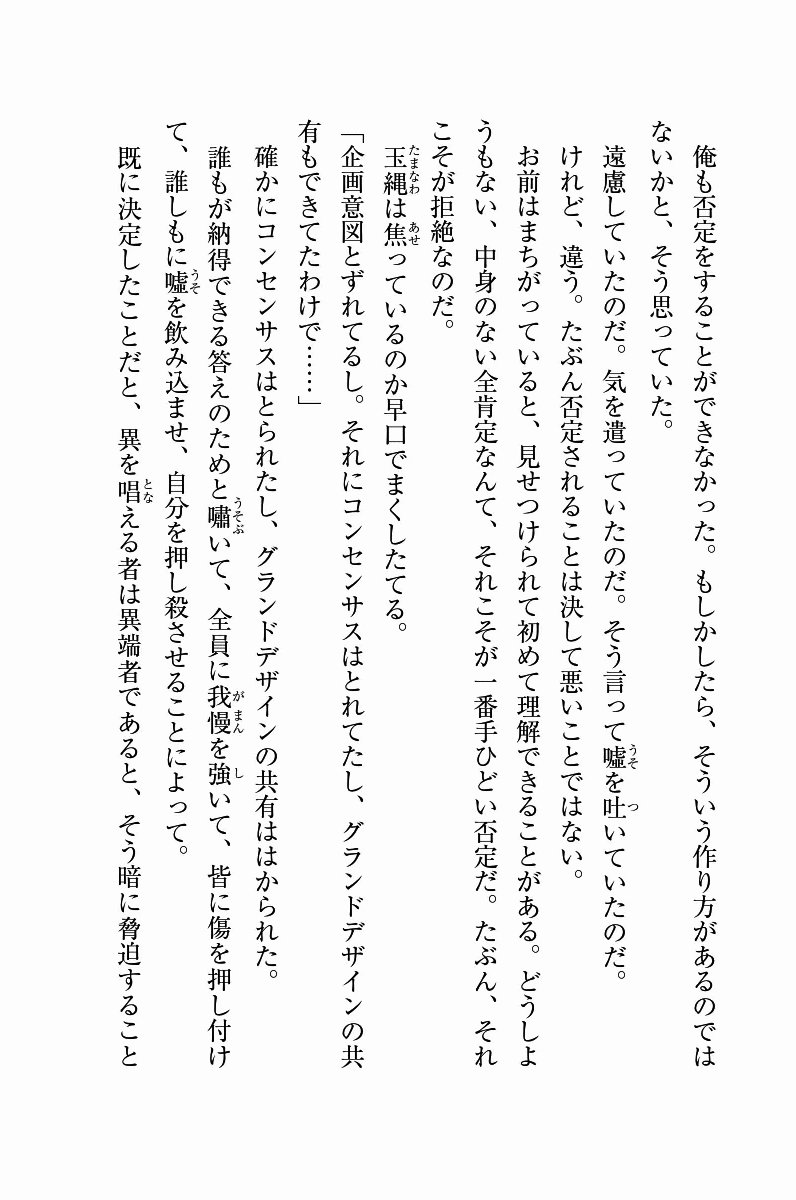 俺も否定をすることができなかった。もしかしたら、そういう作り方があるのでは
ないかと、そう思っていた。
遠慮していたのだ。気を遣っていたのだ。そう言って噓を吐いていたのだ。
けれど、違う。たぶん否定されることは決して悪いことではない。
お前はまちがっていると、見せつけられて初めて理解できることがある。どうしよ
うもない、中身のない全肯定なんて、それこそが一番手ひどい否定だ。たぶん、それ
こそが拒絶なのだ。
玉縄は焦っているのか早口でまくしたてる。
「企画意図とずれてるし。それにコンセンサスはとれてたし、グランドデザインの共
有もできてたわけで……」
確かにコンセンサスはとられたし、グランドデザインの共有ははかられた。
誰もが納得できる答えのためと嘯いて、全員に我慢を強いて、皆に傷を押し付け
て、誰しもに噓を飲み込ませ、自分を押し殺させることによって。
既に決定したことだと、異を唱える者は異端者であると、そう暗に脅迫すること